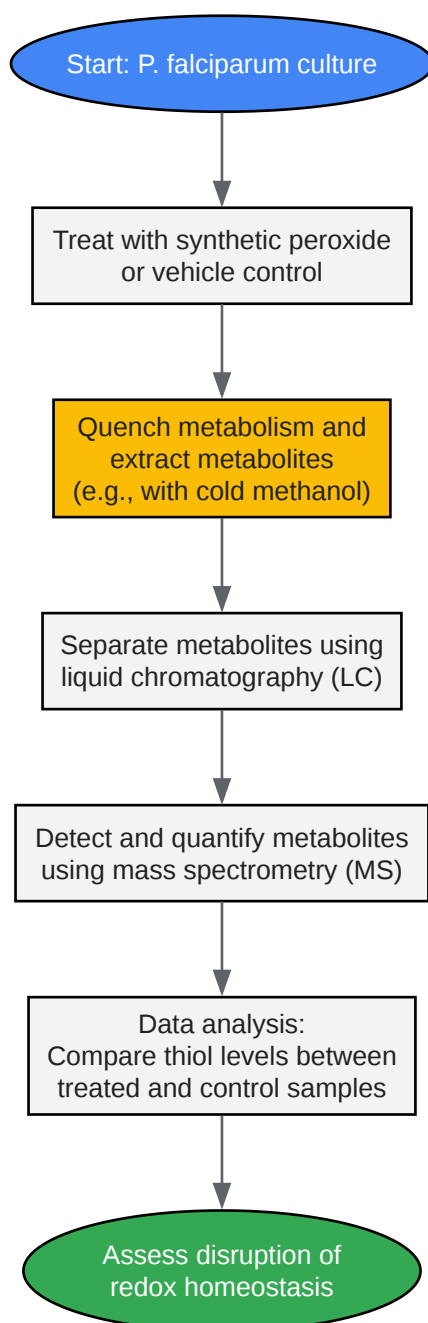 Start: P. falciparum culture
Treat with synthetic peroxide
or vehicle control
Quench metabolism and
extract metabolites
(e.g., with cold methanol)
Separate metabolites using
liquid chromatography (LC)
Detect and quantify metabolites
using mass spectrometry (MS)
Data analysis:
Compare thiol levels between
treated and control samples
Assess disruption of
redox homeostasis